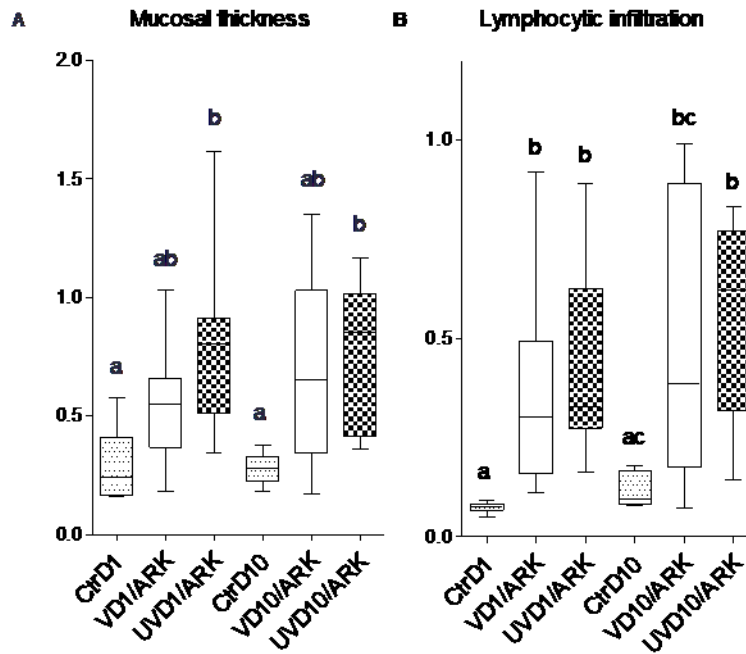 A Mucosal thickness
2.0
1.5
1.0
0.5
0.0
a
ab
b
a
ab
b
CtrD1
VD1/ARK
UVD1/ARK
CtrD10
VD10/ARK
UVD10/ARK
B Lymphocytic infiltration
1.0
0.5
0.0
a
b
b
ac
bc
b
CtrD1
VD1/ARK
UVD1/ARK
CtrD10
VD10/ARK
UVD10/ARK